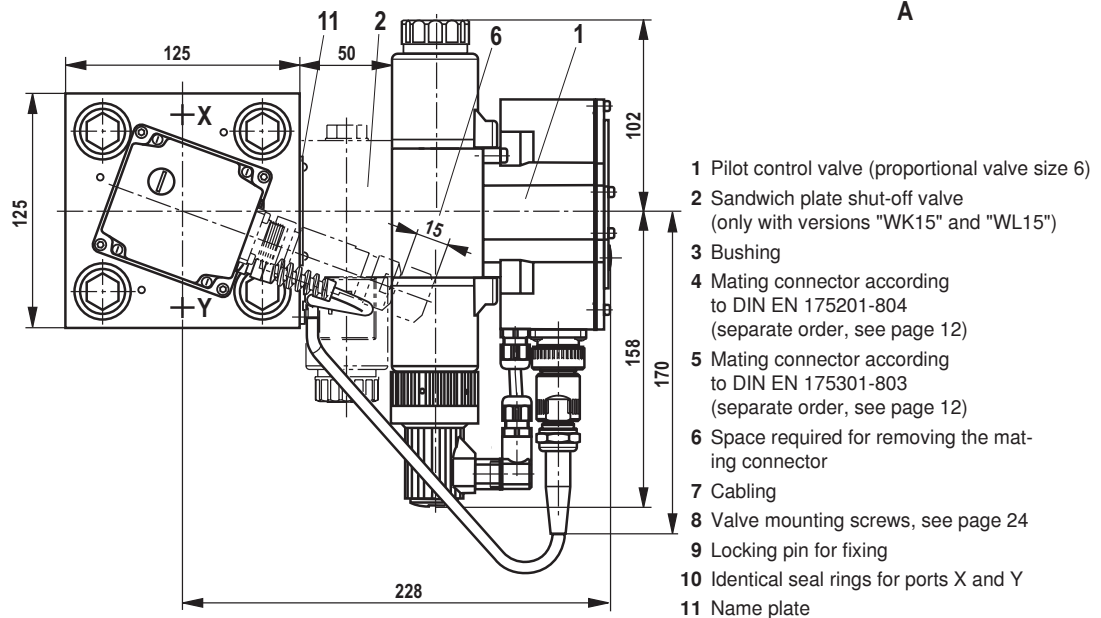 A
11
2
6
1
125
50
X
102
125
15
Y
158
170
228
1 Pilot control valve (proportional valve size 6)
2 Sandwich plate shut-off valve
(only with versions "WK15" and "WL15")
3 Bushing
4 Mating connector according
to DIN EN 175201-804
(separate order, see page 12)
5 Mating connector according
to DIN EN 175301-803
(separate order, see page 12)
6 Space required for removing the mat-
ing connector
7 Cabling
8 Valve mounting screws, see page 24
9 Locking pin for fixing
10 Identical seal rings for ports X and Y
11 Name plate